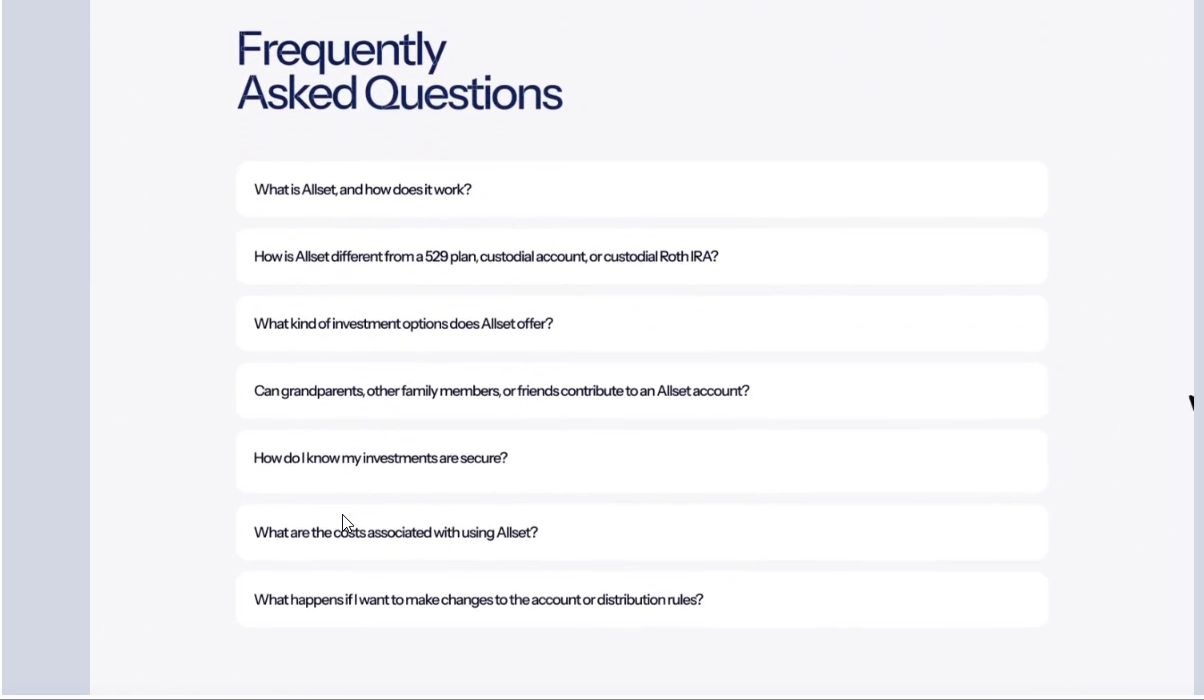 Frequently
Asked Questions
What is Allset, and how does it work?
How is Allset different from a 529 plan, custodial account, or custodial Roth IRA?
What kind of investment options does Allset offer?
Can grandparents, other family members, or friends contribute to an Allset account?
How do I know my investments are secure?
What are the costs associated with using Allset?
What happens if I want to make changes to the account or distribution rules?